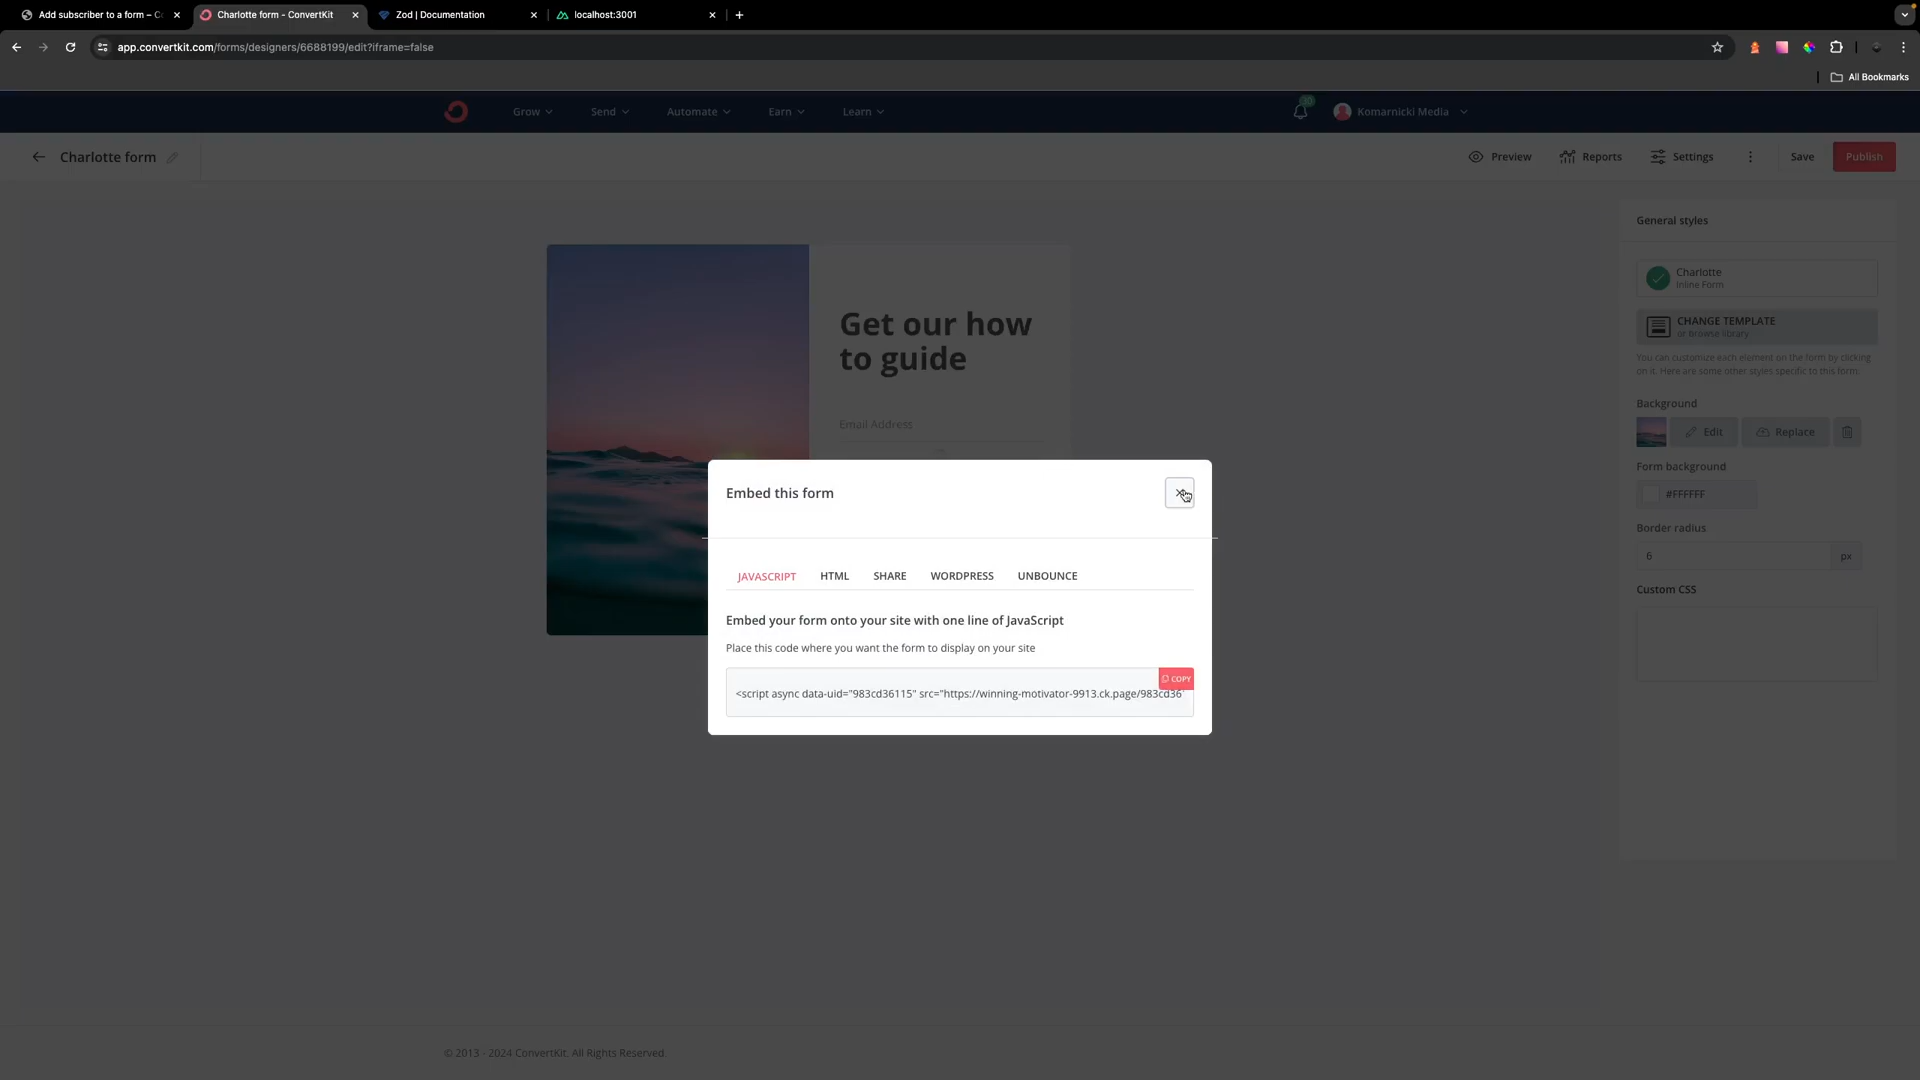 Add subscriber to a form – Co
Charlotte form - ConvertKit
Zod | Documentation
localhost:3001
app.convertkit.com/forms/designers/6688199/edit?iframe=false
All Bookmarks
Grow
Send
Automate
Earn
Learn
30
Komarnicki Media
Charlotte form
Preview
Reports
Settings
Save
Publish
General styles
Charlotte
Inline Form
CHANGE TEMPLATE
or browse library
You can customize each element on the form by clicking
on it. Here are some other styles specific to this form.
Background
Edit
Replace
Form background
#FFFFFF
Border radius
6
px
Custom CSS
Get our how
to guide
Email Address
Embed this form
JAVASCRIPT
HTML
SHARE
WORDPRESS
UNBOUNCE
Embed your form onto your site with one line of JavaScript
Place this code where you want the form to display on your site
COPY
<script async data-uid="983cd36115" src="https://winning-motivator-9913.ck.page/983cd36
© 2013 - 2024 ConvertKit. All Rights Reserved.